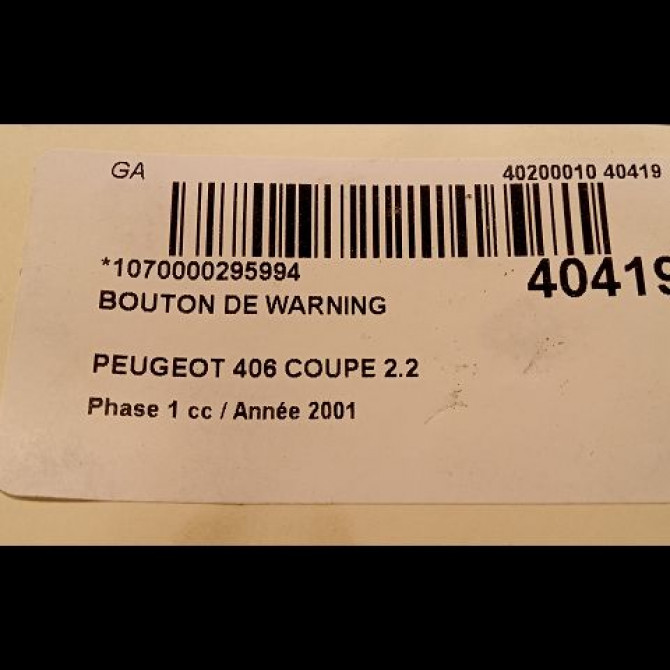 GA 40200010 40419
*1070000295994 40419
BOUTON DE WARNING
PEUGEOT 406 COUPE 2.2
Phase 1 cc / Année 2001